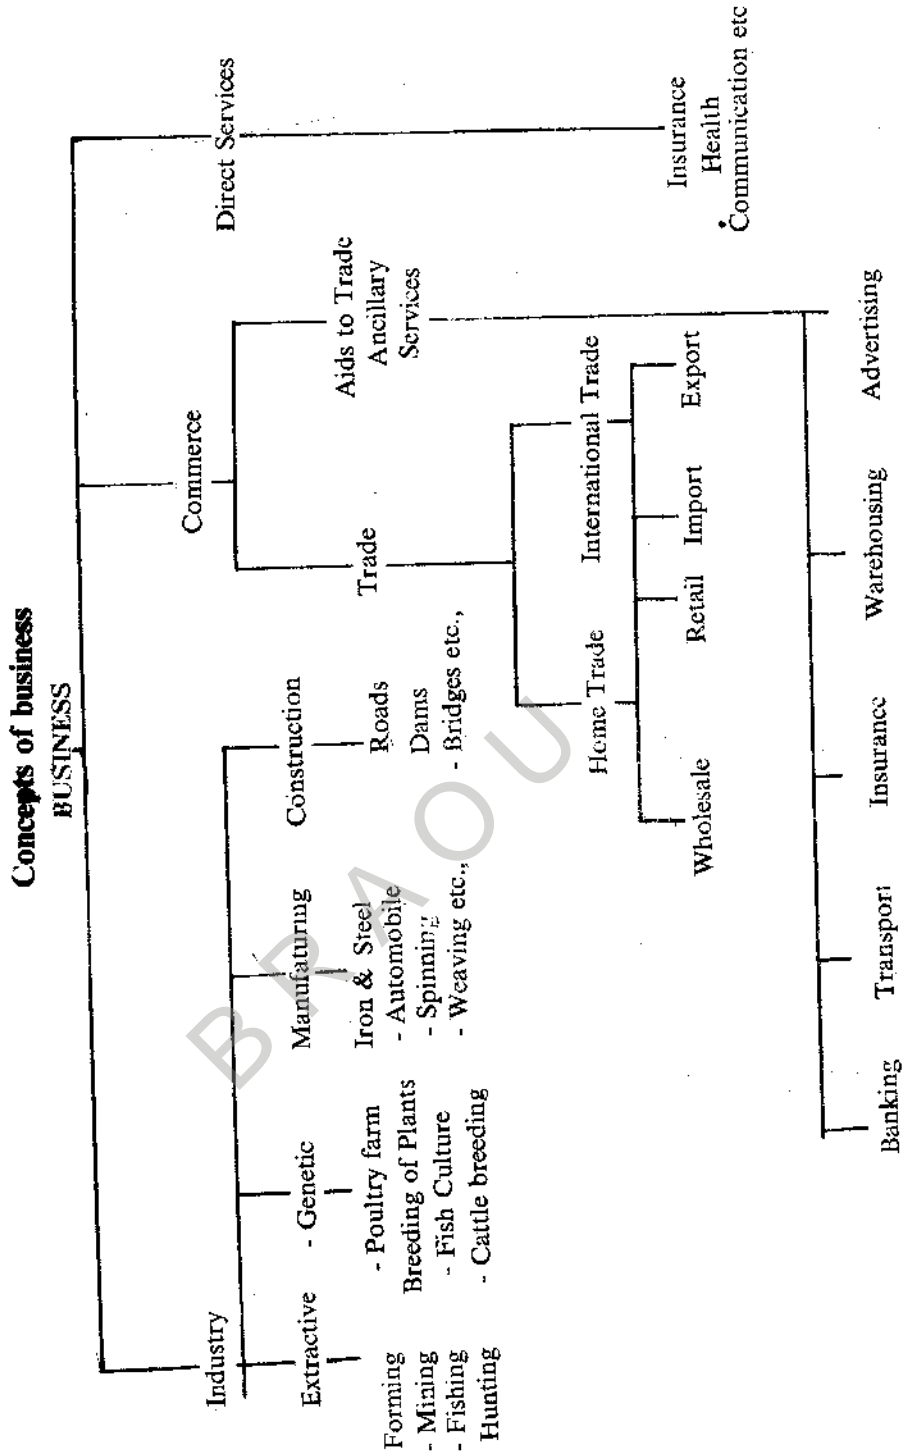 Concepts of business
BUSINESS
Industry
Commerce
Direct Services
Extractive
- Genetic
Manufaturing
Construction
Trade
Aids to Trade
Ancillary
Services
Forming
- Mining
- Fishing
Hunting
- Poultry farm
Breeding of Plants
- Fish Culture
- Cattle breeding
Iron & Steel
- Automobile
- Spinning
- Weaving etc.,
Roads
Dams
- Bridges etc.,
Home Trade
International Trade
Wholesale
Retail
Import
Export
Insurance
Health
Communication etc
Banking
Transport
Insurance
Warehousing
Advertising
BRAOU